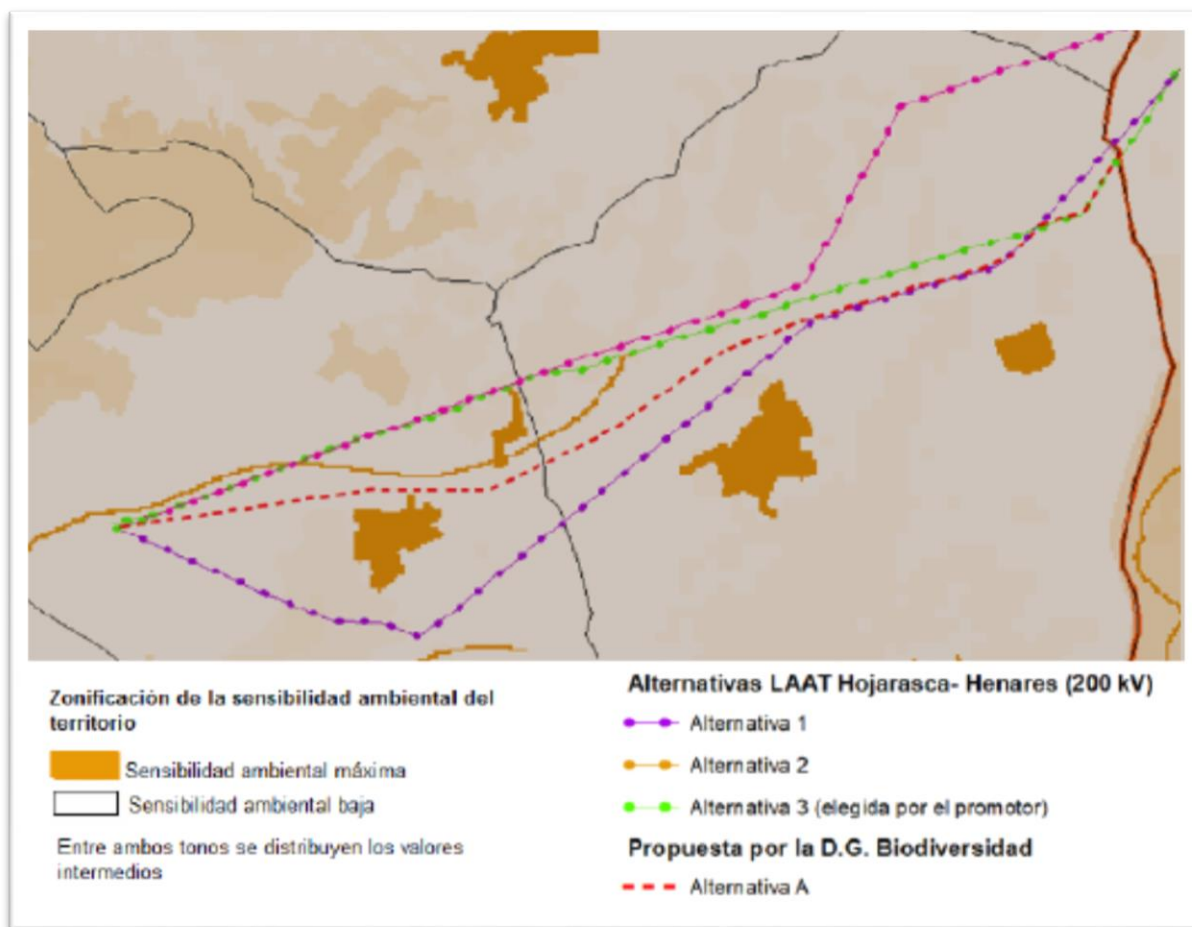 Zonificación de la sensibilidad ambiental del
territorio
Sensibilidad ambiental máxima
Sensibilidad ambiental baja
Entre ambos tonos se distribuyen los valores
intermedios
Alternativas LAAT Hojarasca- Henares (200 kV)
Alternativa 1
Alternativa 2
Alternativa 3 (elegida por el promotor)
Propuesta por la D.G. Biodiversidad
Alternativa A